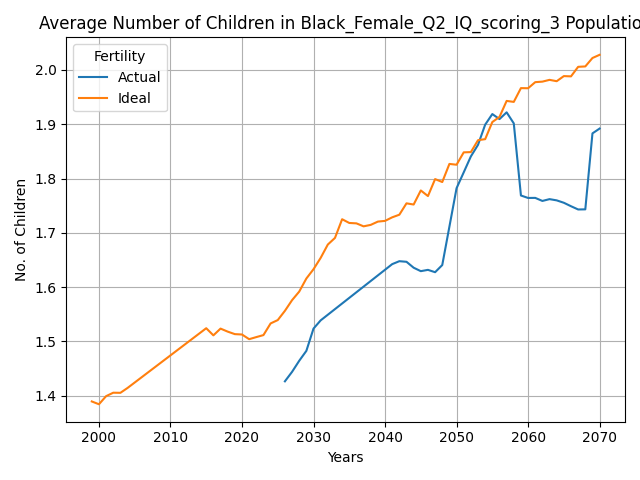 Average Number of Children in Black_Female_Q2_IQ_scoring_3 Populatio
Fertility
Actual
Ideal
2.0
1.9
1.8
1.7
1.6
1.5
1.4
No. of Children
2000 2010 2020 2030 2040 2050 2060 2070
Years